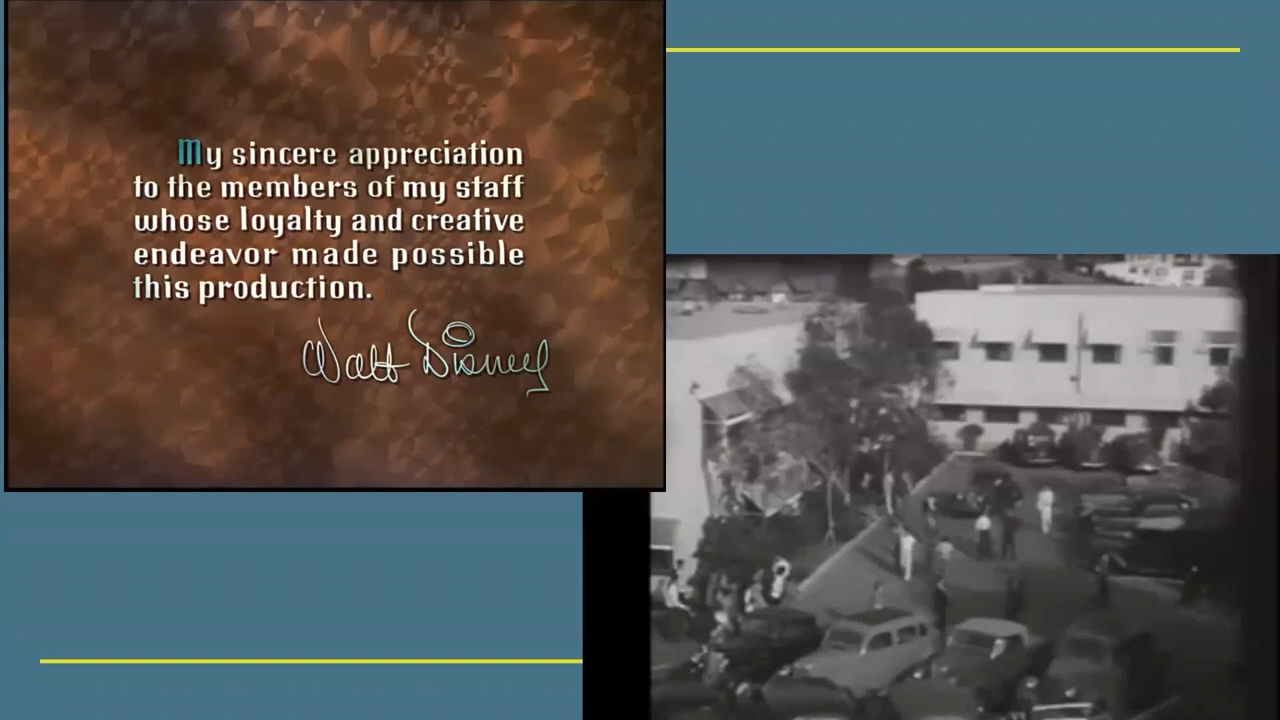 My sincere appreciation
to the members of my staff
whose loyalty and creative
endeavor made possible
this production.
Walt Disney